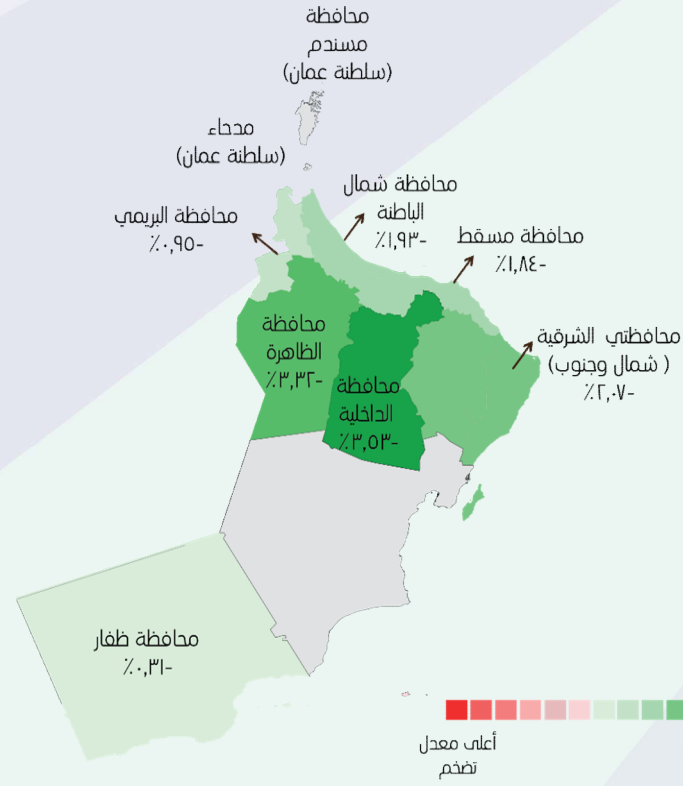 محافظة
مسندم
(سلطنة عمان)
مدحاء
(سلطنة عمان)
محافظة شمال
الباطنة
-١,٩٣٪
محافظة البريمي
-٠,٩٥٪
محافظة مسقط
-١,٨٤٪
محافظة
الظاهرة
-٣,٣٢٪
محافظتي الشرقية
( شمال وجنوب)
-٢,٠٧٪
محافظة
الداخلية
-٣,٥٣٪
محافظة ظفار
-٠,٣١٪
أعلى معدل
تضخم